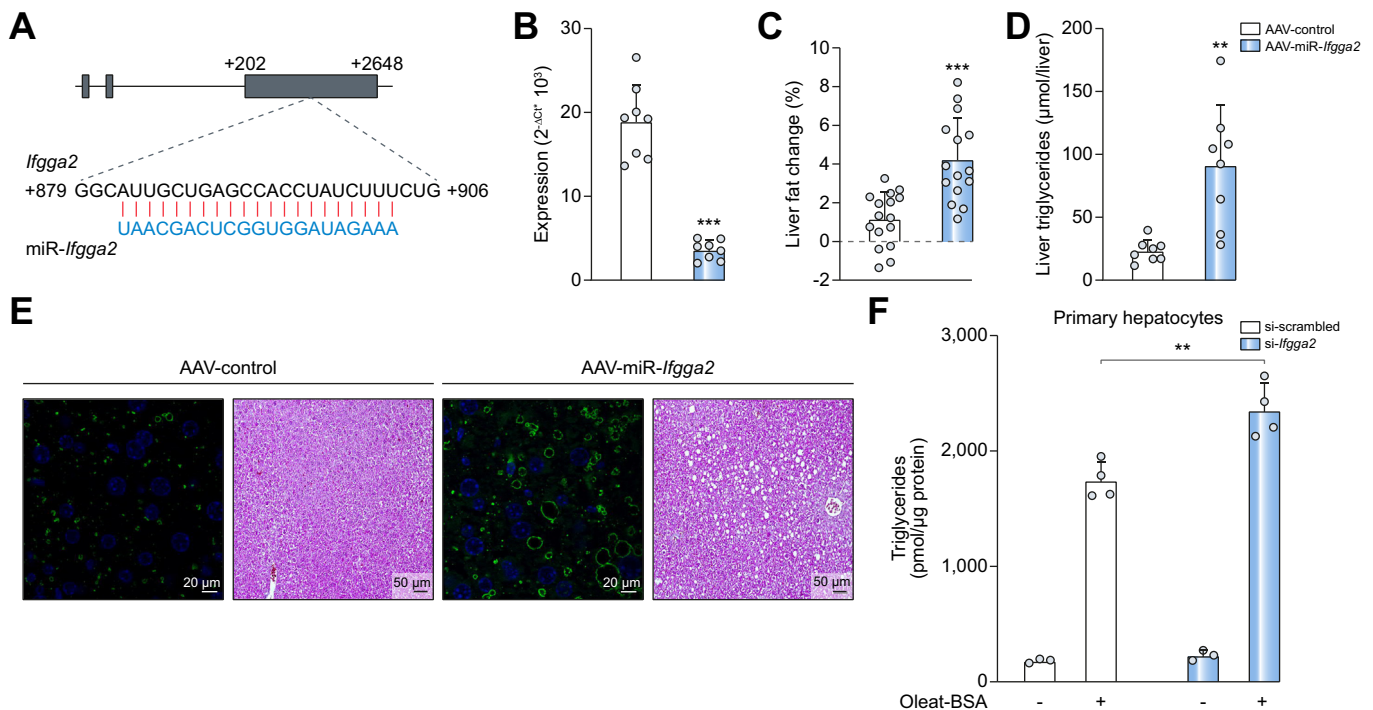 A
+202
+2648
Ifgga2
+879 GGCAUUGCUGAGCCACCUAUCUUUCUG +906
UAACGACUCGGUGGAUAGAAA
miR-Ifgga2
B
Expression (2-ΔCt* 10³)
30
20
10
0
***
C
Liver fat change (%)
10
8
6
4
2
0
-2
***
D
Liver triglycerides (µmol/liver)
200
150
100
50
0
**
AAV-control
AAV-miR-Ifgga2
E
AAV-control
AAV-miR-Ifgga2
20 µm
50 µm
20 µm
50 µm
F
Primary hepatocytes
si-scrambled
si-Ifgga2
**
Triglycerides
(pmol/µg protein)
3,000
2,000
1,000
0
Oleat-BSA - + - +